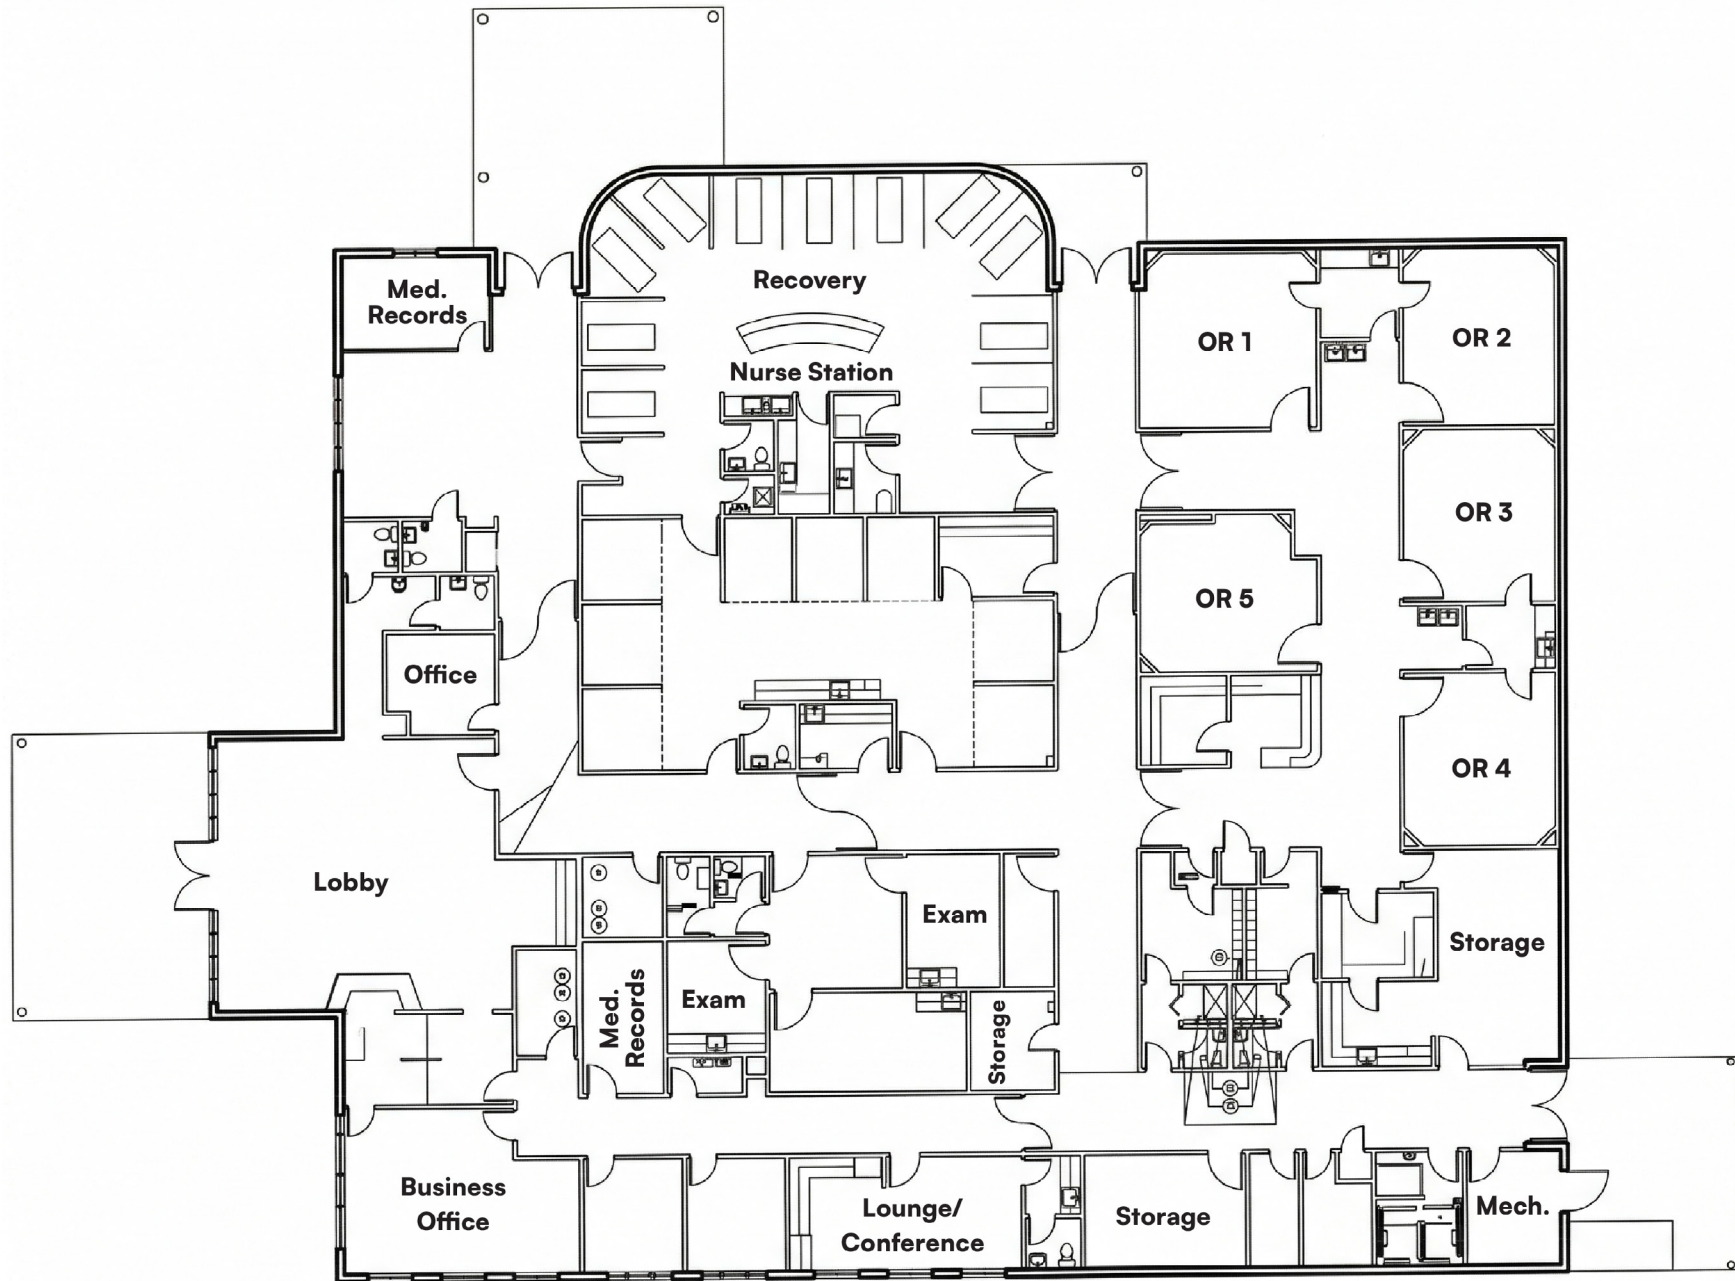 Med.
Records
Recovery
Nurse Station
OR 1
OR 2
OR 3
OR 5
OR 4
Office
Lobby
Exam
Storage
Med.
Records
Exam
Storage
Business
Office
Lounge/
Conference
Storage
Mech.